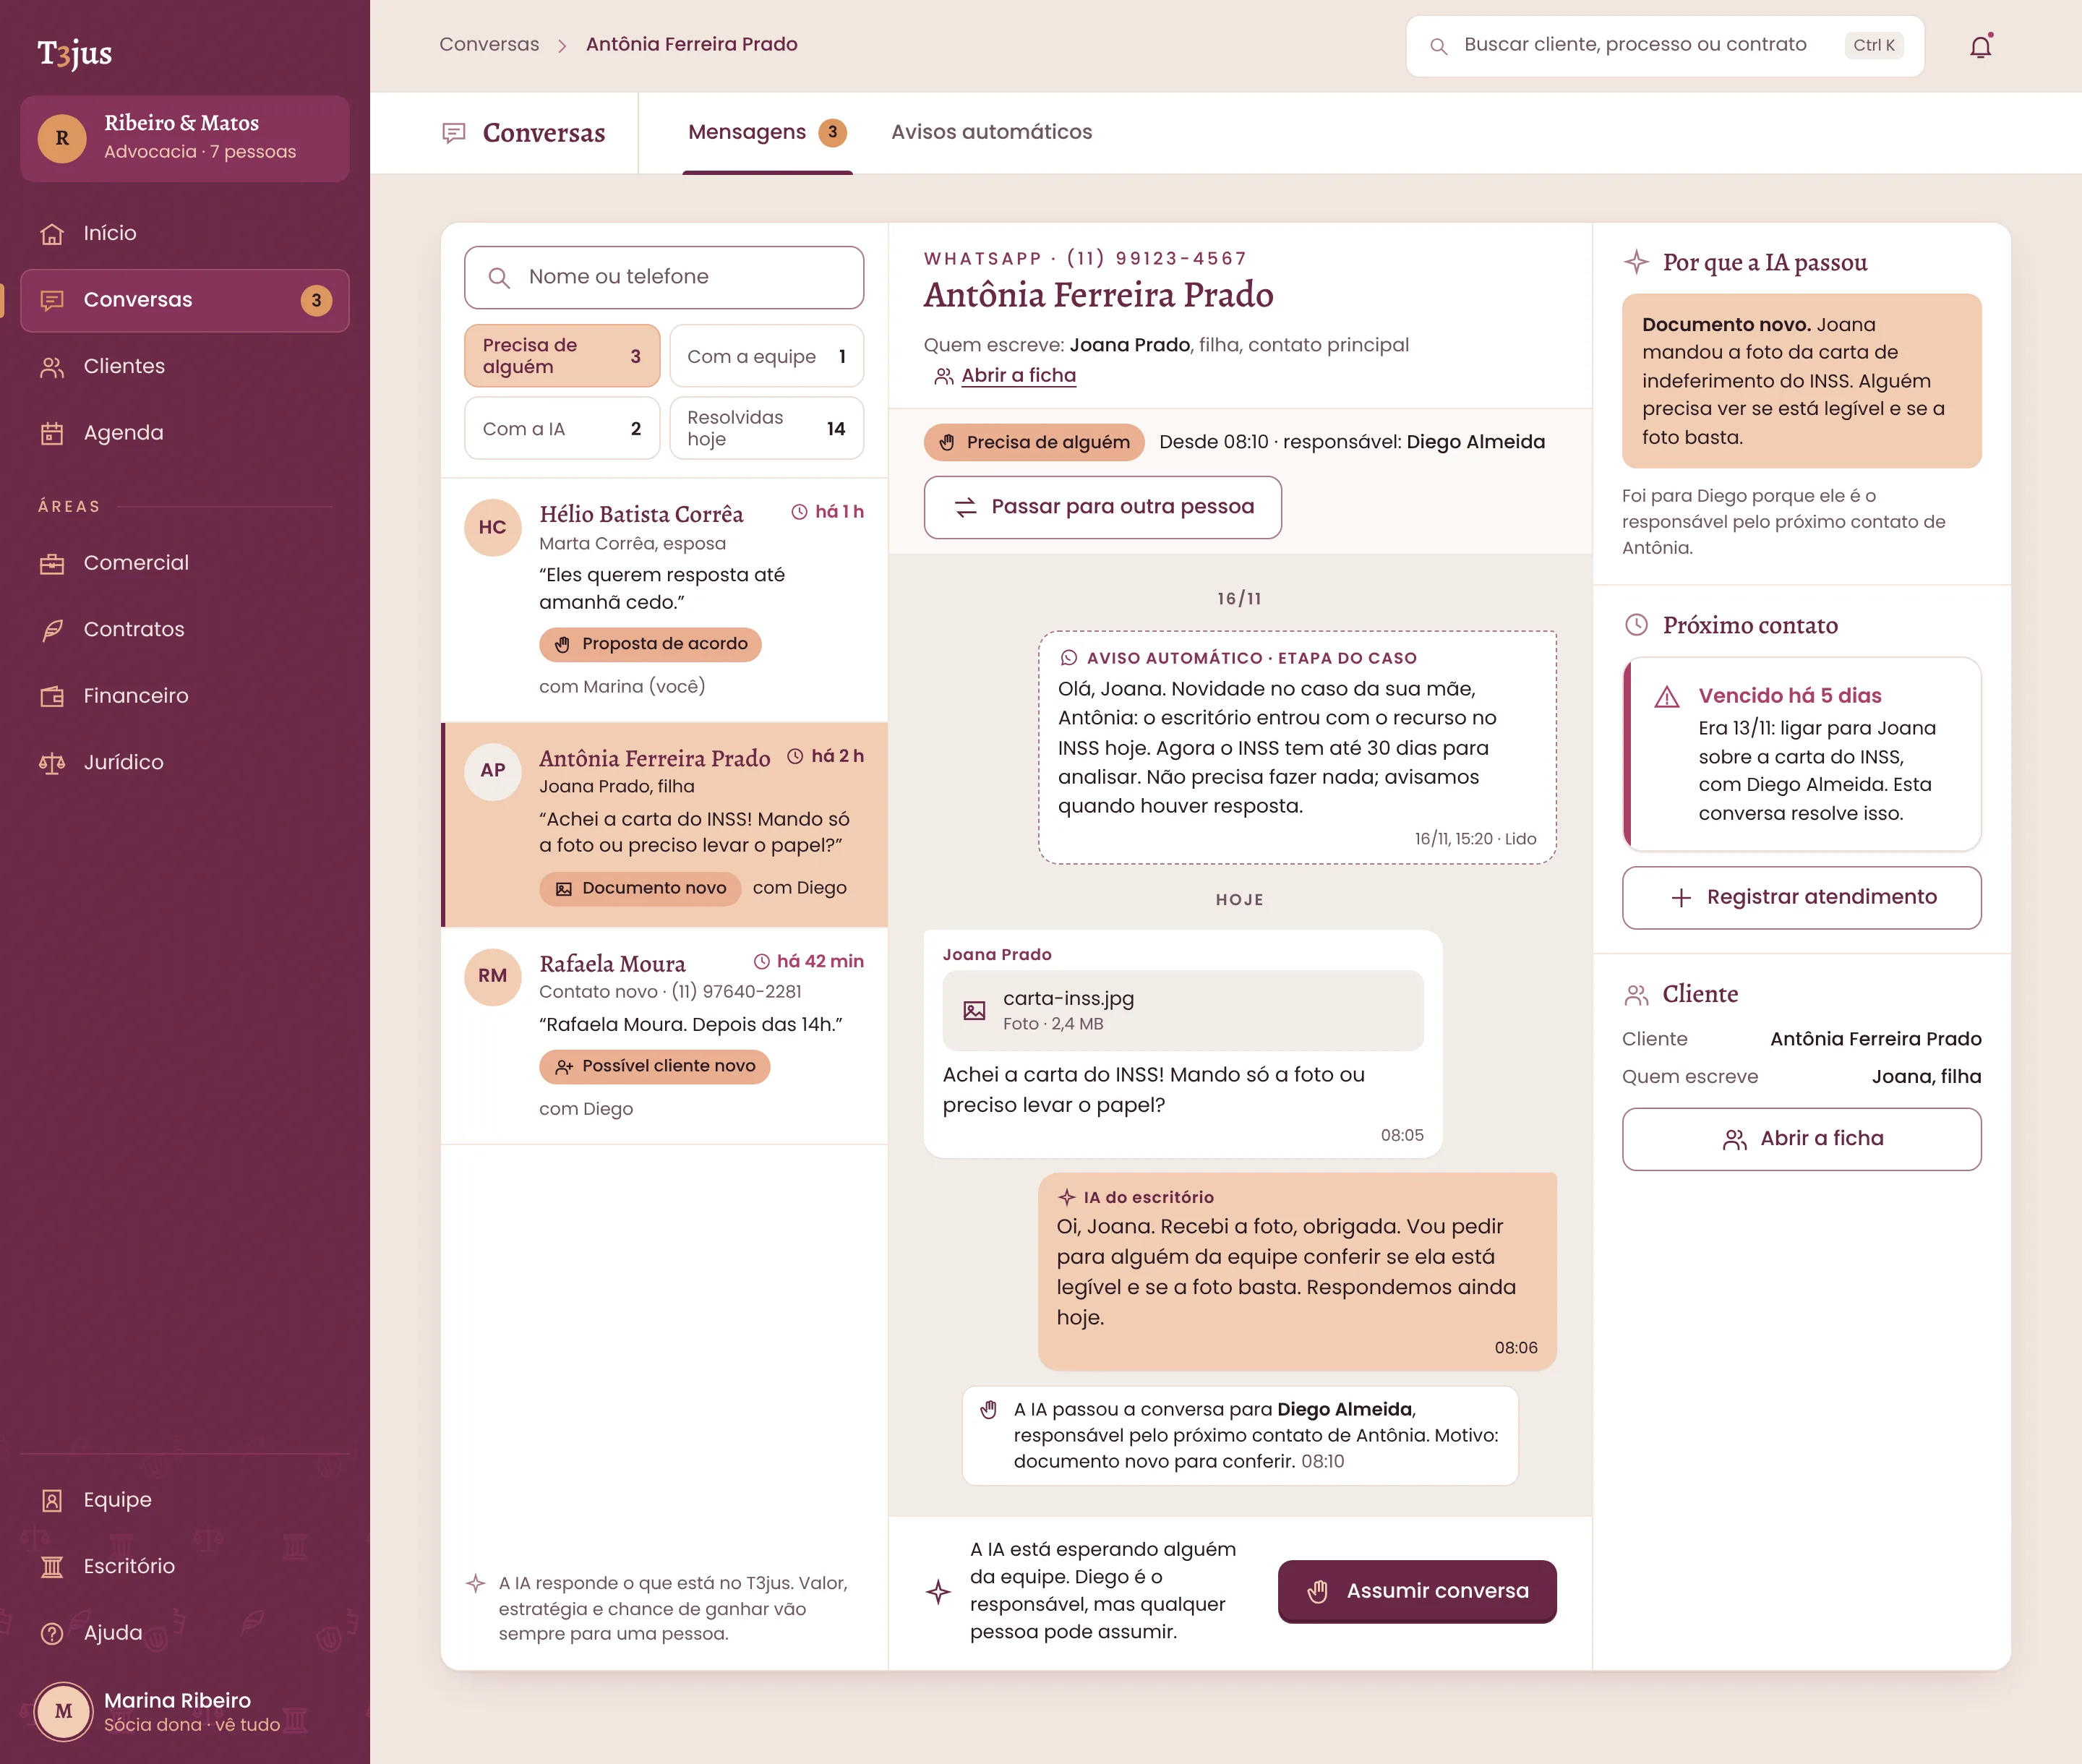 T3jus
R
Ribeiro & Matos
Advocacia · 7 pessoas
Início
Conversas
3
Clientes
Agenda
ÁREAS
Comercial
Contratos
Financeiro
Jurídico
Equipe
Escritório
Ajuda
M
Marina Ribeiro
Sócia dona · vê tudo
Conversas
Antônia Ferreira Prado
Buscar cliente, processo ou contrato
Ctrl K
Conversas
Mensagens
3
Avisos automáticos
Nome ou telefone
Precisa de
alguém
3
Com a equipe
1
Com a IA
2
Resolvidas
hoje
14
HC
Hélio Batista Corrêa
há 1 h
Marta Corrêa, esposa
“Eles querem resposta até
amanhã cedo.”
Proposta de acordo
com Marina (você)
AP
Antônia Ferreira Prado
há 2 h
Joana Prado, filha
“Achei a carta do INSS! Mando só
a foto ou preciso levar o papel?”
Documento novo
com Diego
RM
Rafaela Moura
há 42 min
Contato novo · (11) 97640-2281
“Rafaela Moura. Depois das 14h.”
Possível cliente novo
com Diego
A IA responde o que está no T3jus. Valor,
estratégia e chance de ganhar vão
sempre para uma pessoa.
WHATSAPP · (11) 99123-4567
Antônia Ferreira Prado
Quem escreve: Joana Prado, filha, contato principal
Abrir a ficha
Precisa de alguém
Desde 08:10 · responsável: Diego Almeida
Passar para outra pessoa
16/11
AVISO AUTOMÁTICO · ETAPA DO CASO
Olá, Joana. Novidade no caso da sua mãe,
Antônia: o escritório entrou com o recurso no
INSS hoje. Agora o INSS tem até 30 dias para
analisar. Não precisa fazer nada; avisamos
quando houver resposta.
16/11, 15:20 · Lido
HOJE
Joana Prado
carta-inss.jpg
Foto · 2,4 MB
Achei a carta do INSS! Mando só a foto ou
preciso levar o papel?
08:05
IA do escritório
Oi, Joana. Recebi a foto, obrigada. Vou pedir
para alguém da equipe conferir se ela está
legível e se a foto basta. Respondemos ainda
hoje.
08:06
A IA passou a conversa para Diego Almeida,
responsável pelo próximo contato de Antônia. Motivo:
documento novo para conferir. 08:10
A IA está esperando alguém
da equipe. Diego é o
responsável, mas qualquer
pessoa pode assumir.
Assumir conversa
Por que a IA passou
Documento novo. Joana
mandou a foto da carta de
indeferimento do INSS. Alguém
precisa ver se está legível e se a
foto basta.
Foi para Diego porque ele é o
responsável pelo próximo contato de
Antônia.
Próximo contato
Vencido há 5 dias
Era 13/11: ligar para Joana
sobre a carta do INSS,
com Diego Almeida. Esta
conversa resolve isso.
Registrar atendimento
Cliente
Cliente
Antônia Ferreira Prado
Quem escreve
Joana, filha
Abrir a ficha